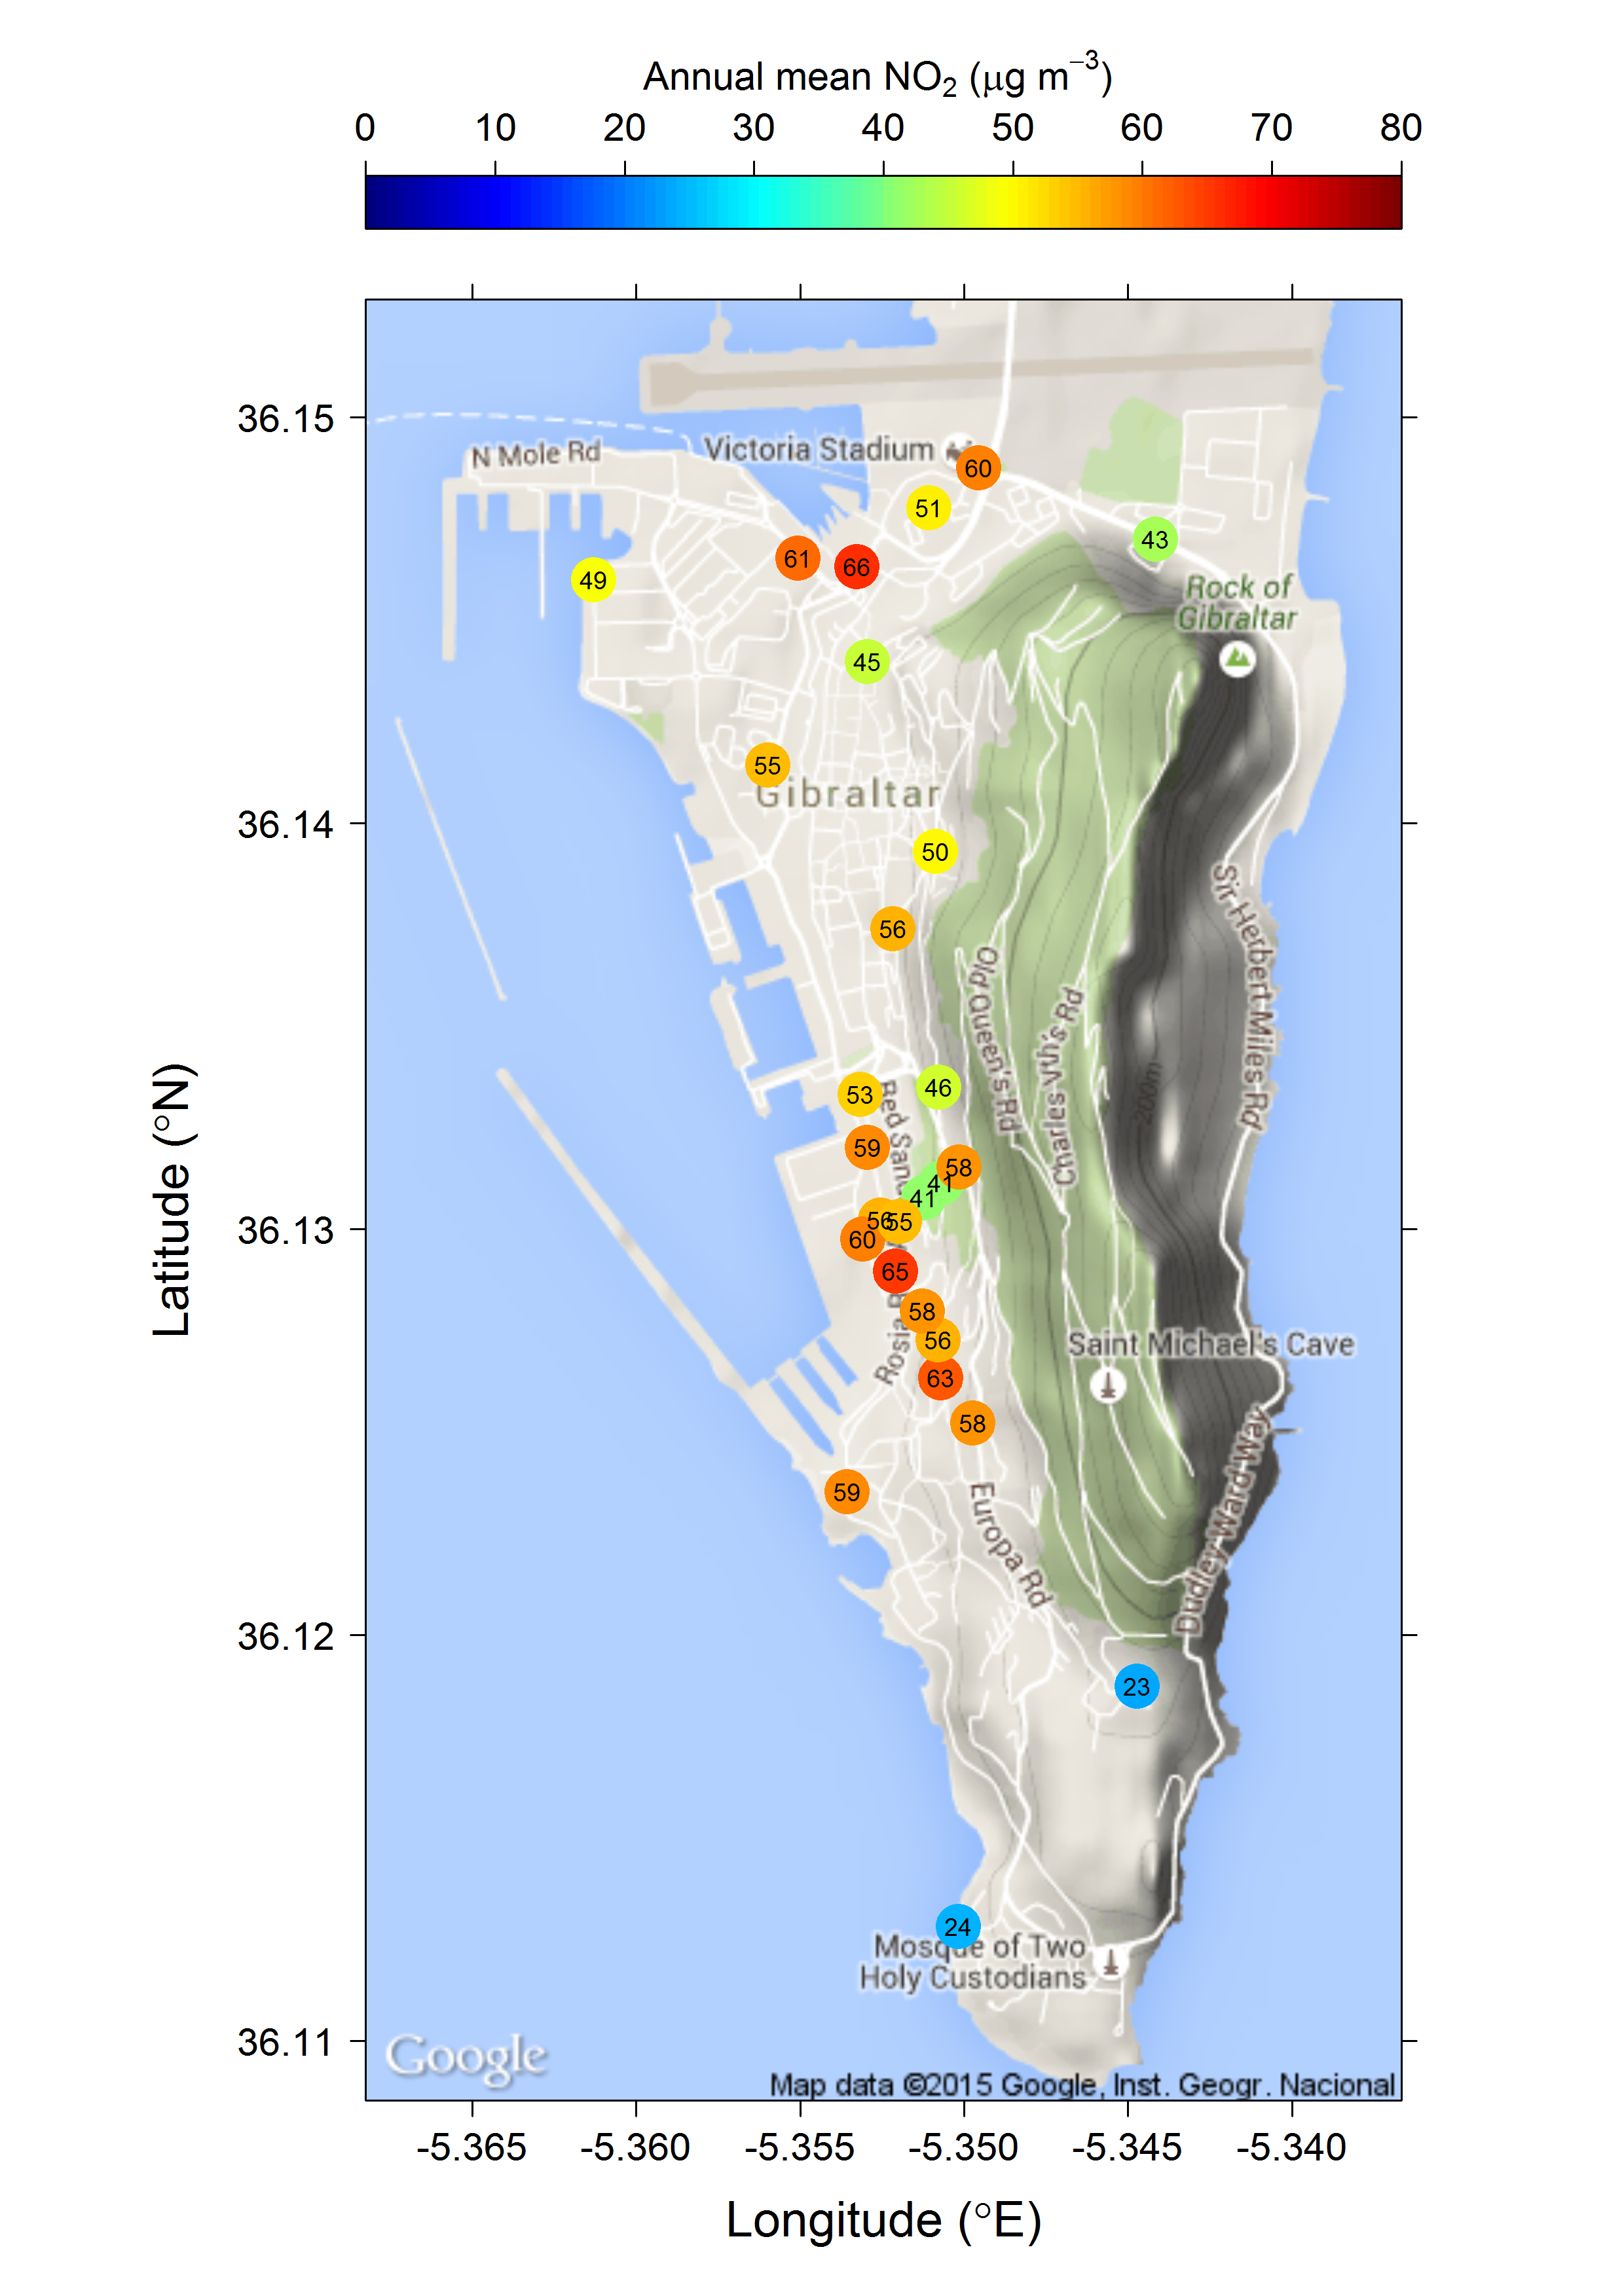 Annual mean NO₂ (μg m⁻³)
0 10 20 30 40 50 60 70 80
36.15
N Mole Rd
Victoria Stadium
60
51
43
61
66
49
Rock of
Gibraltar
45
55
Gibraltar
36.14
50
56
Sir Herbert Miles Rd
Old Queen's Rd
Charles Vth's Rd
200m
53
46
Red Sand
59
58
41
41
56
55
60
36.13
65
58
56
Rosia
Saint Michael's Cave
63
58
59
Europa Rd
Dudley Ward Way
36.12
23
24
Mosque of Two
Holy Custodians
36.11
Google
Map data ©2015 Google, Inst. Geogr. Nacional
-5.365 -5.360 -5.355 -5.350 -5.345 -5.340
Longitude (°E)
Latitude (°N)